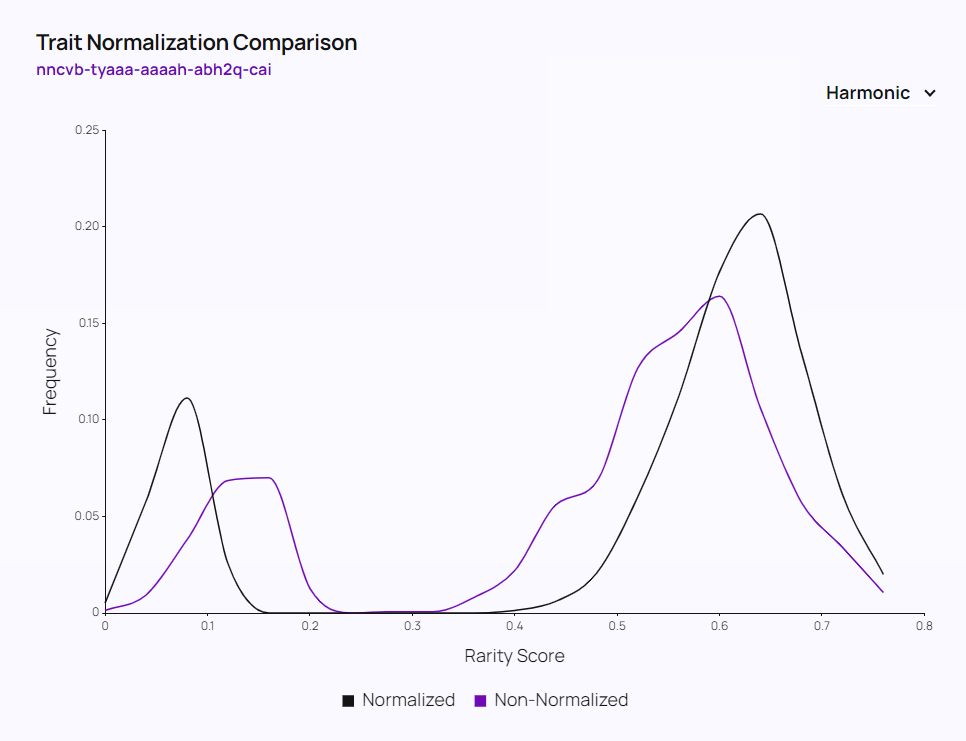 Trait Normalization Comparison
nncvb-tyaaa-aaaah-abh2q-cai
Harmonic
0.25
0.20
0.15
0.10
0.05
0
Frequency
0 0.1 0.2 0.3 0.4 0.5 0.6 0.7 0.8
Rarity Score
Normalized Non-Normalized